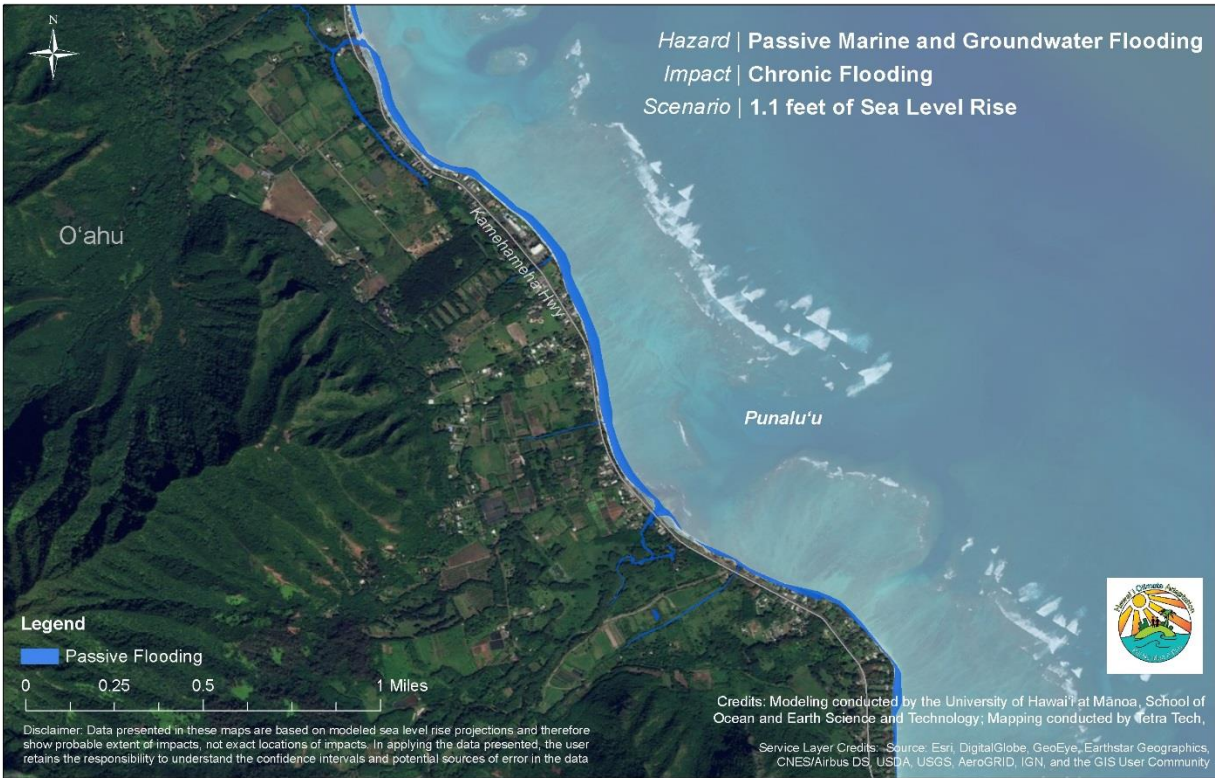 N
Hazard | Passive Marine and Groundwater Flooding
Impact | Chronic Flooding
Scenario | 1.1 feet of Sea Level Rise
O‘ahu
Kamehameha Hwy
Punalu‘u
Legend
Passive Flooding
0 0.25 0.5 1 Miles
Disclaimer: Data presented in these maps are based on modeled sea level rise projections and therefore
show probable extent of impacts, not exact locations of impacts. In applying the data presented, the user
retains the responsibility to understand the confidence intervals and potential sources of error in the data
Hawai‘i Climate Adaptation
Credits: Modeling conducted by the University of Hawai‘i at Mānoa, School of
Ocean and Earth Science and Technology; Mapping conducted by Tetra Tech,
Service Layer Credits: Source: Esri, DigitalGlobe, GeoEye, Earthstar Geographics,
CNES/Airbus DS, USDA, USGS, AeroGRID, IGN, and the GIS User Community